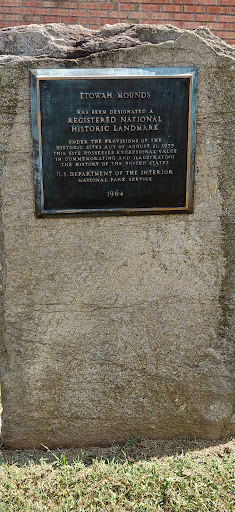 ETOWAH MOUNDS
HAS BEEN DESIGNATED A
REGISTERED NATIONAL
HISTORIC LANDMARK
UNDER THE PROVISIONS OF THE
HISTORIC SITES ACT OF AUGUST 21, 1935
THIS SITE POSSESSES EXCEPTIONAL VALUE
IN COMMEMORATING AND ILLUSTRATING
THE HISTORY OF THE UNITED STATES
U.S. DEPARTMENT OF THE INTERIOR
NATIONAL PARK SERVICE
1964